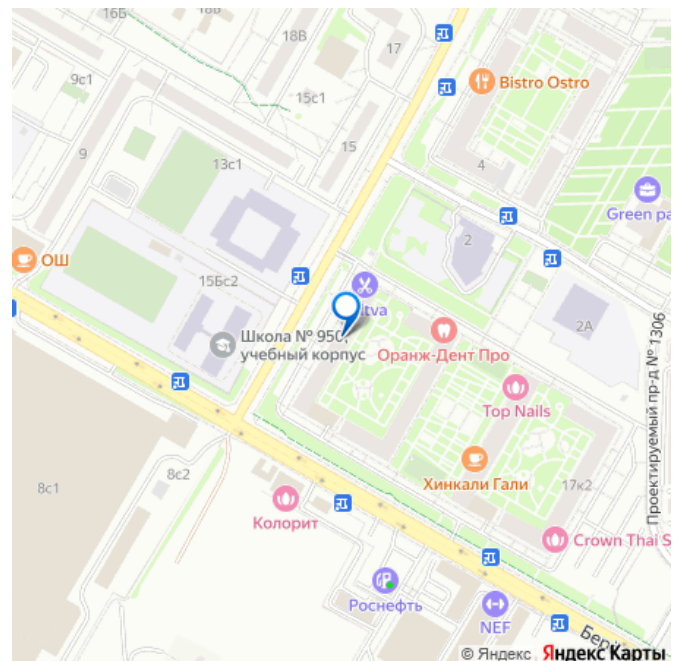 16Б
16В
18В
17
9с1
15с1
Bistro Ostro
9
15
13с1
4
Green pa
2
ОШ
15Бс2
tva
2А
Школа № 950,
учебный корпус
Оранж-Дент Про
Top Nails
Проектируемый пр-д № 1306
8с1
8с2
Хинкали Гали
17к2
Колорит
Crown Thai S
Роснефть
NEF
Бер
© Яндекс Яндекс Карты